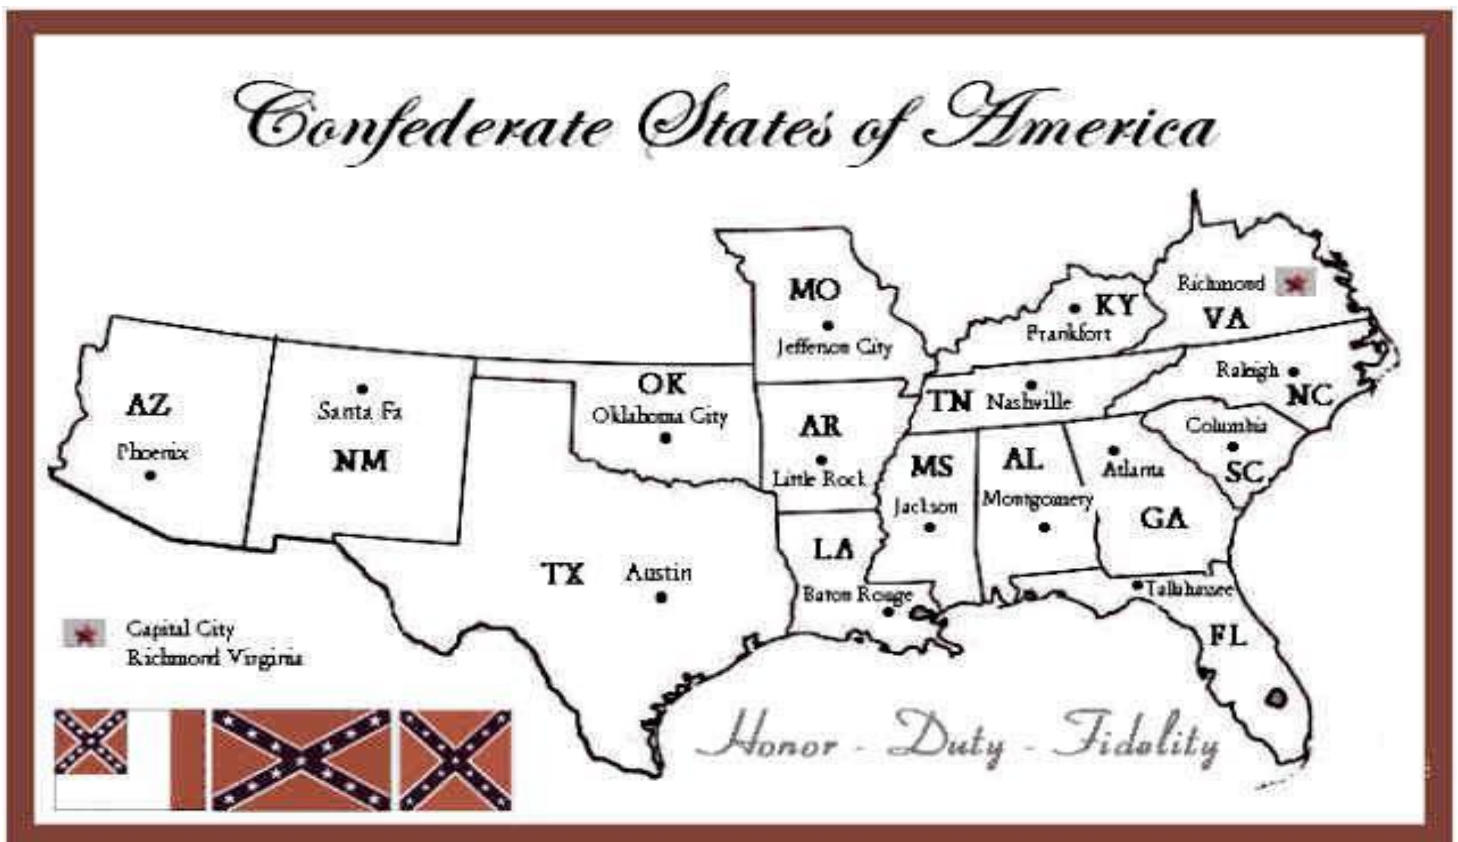 Confederate States of America
MO
Jefferson City
Richmond
VA
KY
Frankfort
OK
Oklahoma City
AZ
Phoenix
Santa Fa
NM
AR
Little Rock
TN Nashville
Raleigh
NC
Columbia
SC
MS
Jackson
AL
Montgomery
Atlanta
GA
TX Austin
LA
Baton Rouge
Tallahassee
FL
Capital City
Richmond Virginia
Honor - Duty - Fidelity